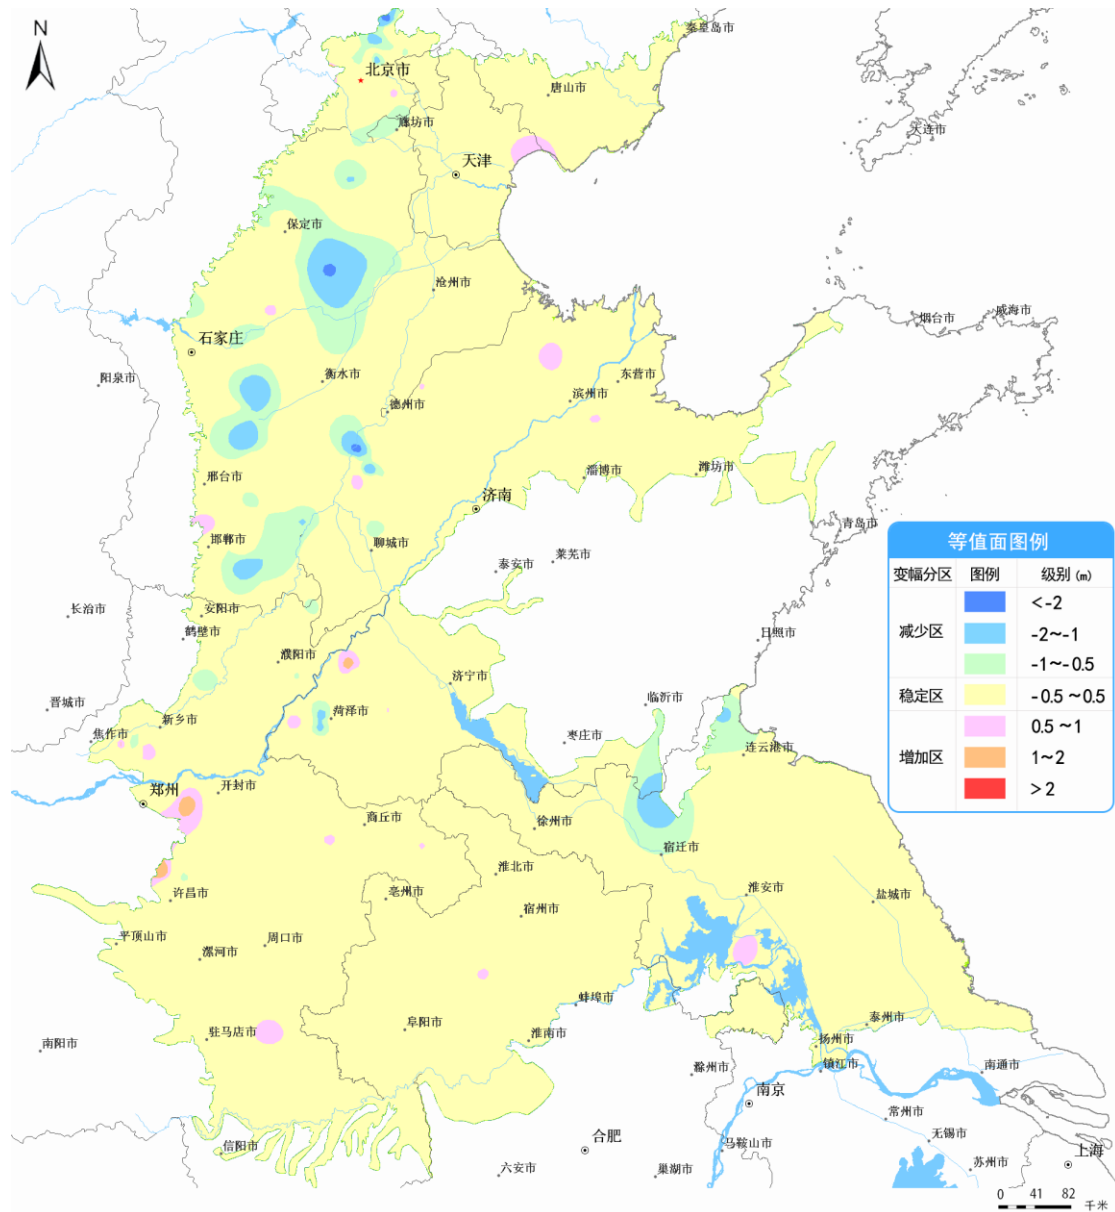 N
秦皇岛市
北京市
唐山市
廊坊市
大连市
天津
保定市
沧州市
烟台市
威海市
石家庄
阳泉市
衡水市
东营市
滨州市
德州市
邢台市
淄博市
潍坊市
济南
青岛市
邯郸市
聊城市
莱芜市
泰安市
长治市
安阳市
鹤壁市
日照市
濮阳市
济宁市
临沂市
晋城市
菏泽市
新乡市
焦作市
枣庄市
连云港市
郑州
开封市
商丘市
徐州市
宿迁市
淮北市
许昌市
亳州市
淮安市
盐城市
宿州市
平顶山市
周口市
漯河市
蚌埠市
驻马店市
阜阳市
淮南市
泰州市
扬州市
南阳市
滁州市
镇江市
南通市
南京
常州市
信阳市
合肥
马鞍山市
无锡市
上海
六安市
巢湖市
苏州市
等值面图例
变幅分区 图例 级别(m)
<-2
减少区 -2~-1
-1~-0.5
稳定区 -0.5~0.5
0.5~1
增加区 1~2
>2
0 41 82
千米